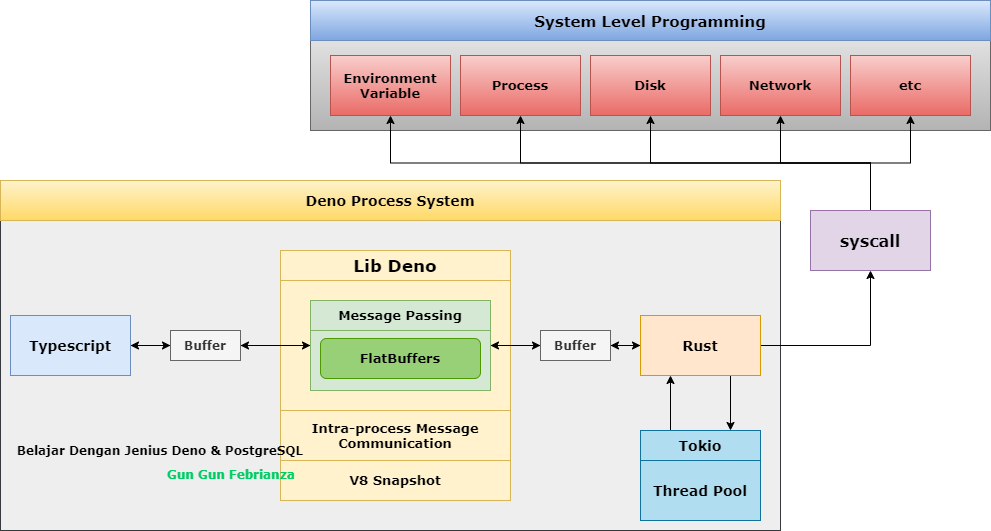 System Level Programming
Environment
Variable
Process
Disk
Network
etc
Deno Process System
syscall
Lib Deno
Message Passing
Typescript
Buffer
FlatBuffers
Buffer
Rust
Intra-process Message
Communication
Tokio
Belajar Dengan Jenius Deno & PostgreSQL
Gun Gun Febrianza
V8 Snapshot
Thread Pool